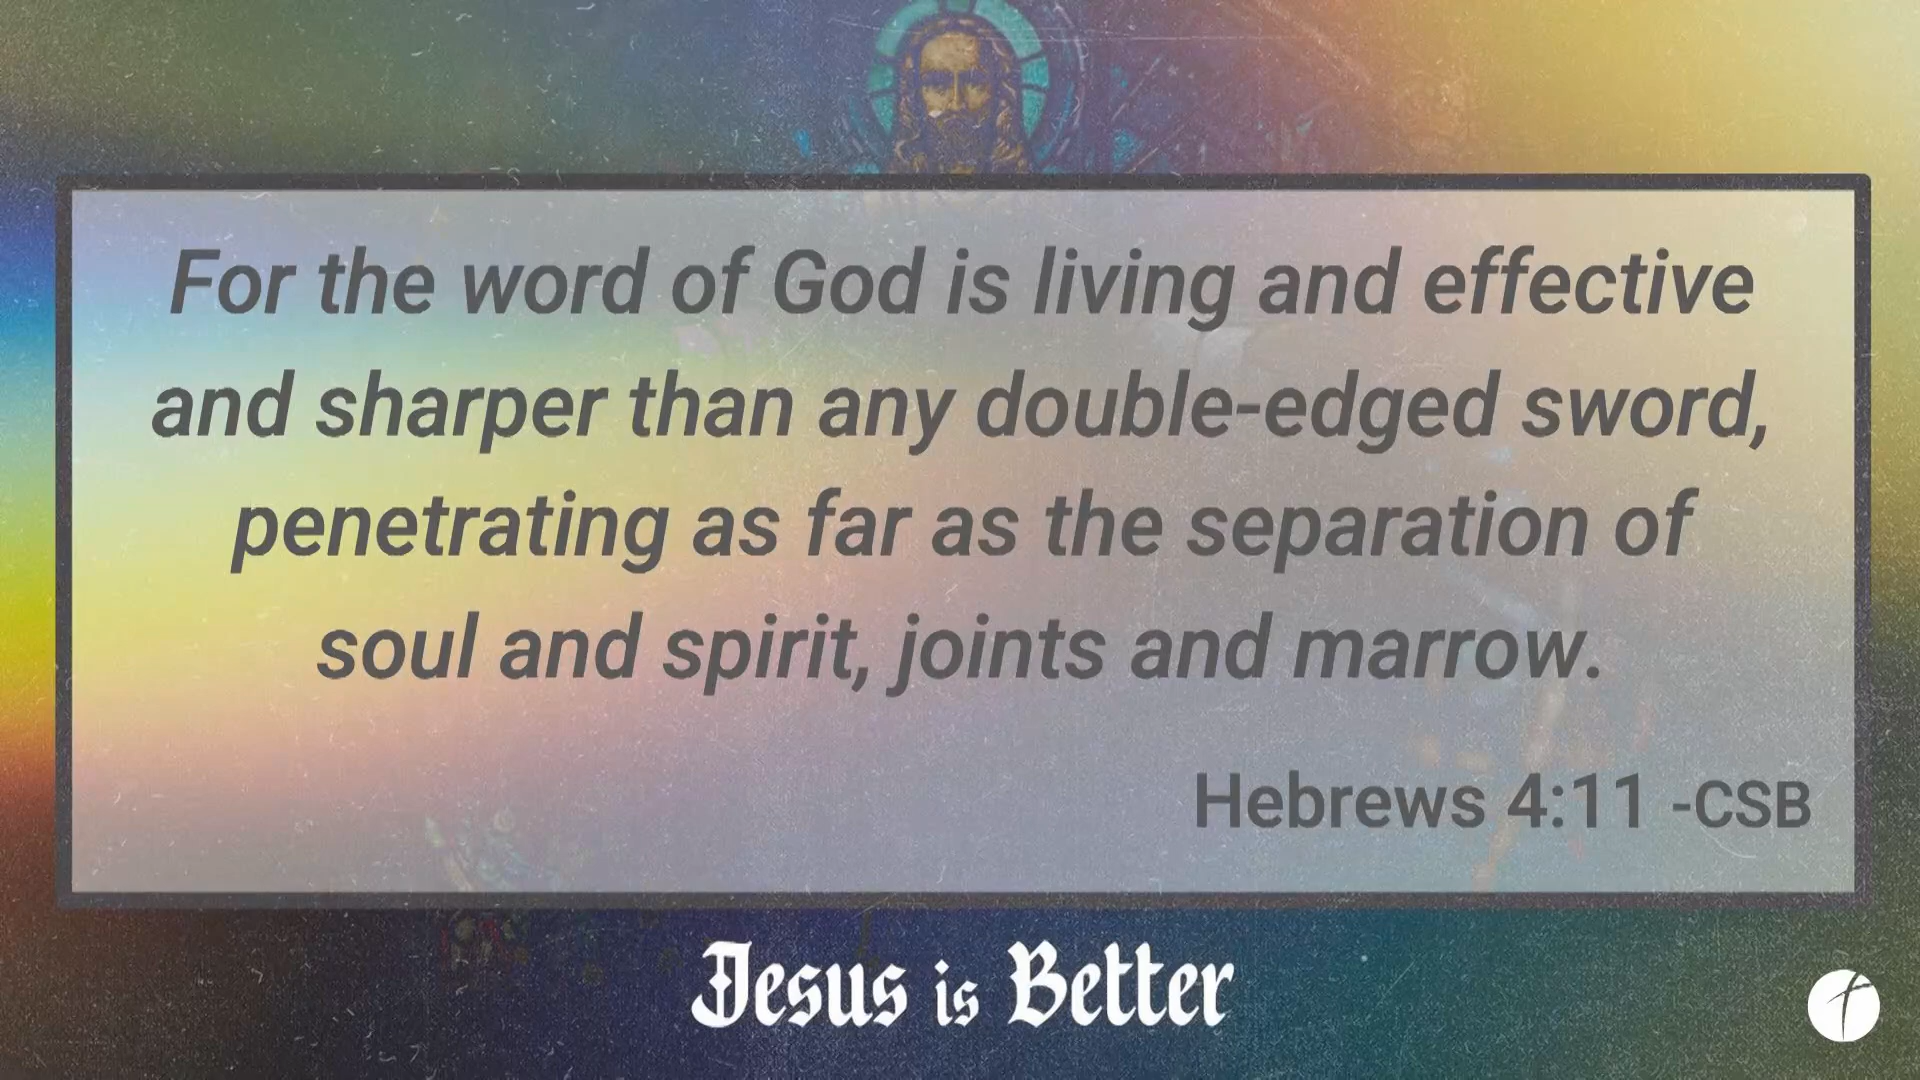 For the word of God is living and effective
and sharper than any double-edged sword,
penetrating as far as the separation of
soul and spirit, joints and marrow.
Hebrews 4:11 -CSB
Jesus is Better